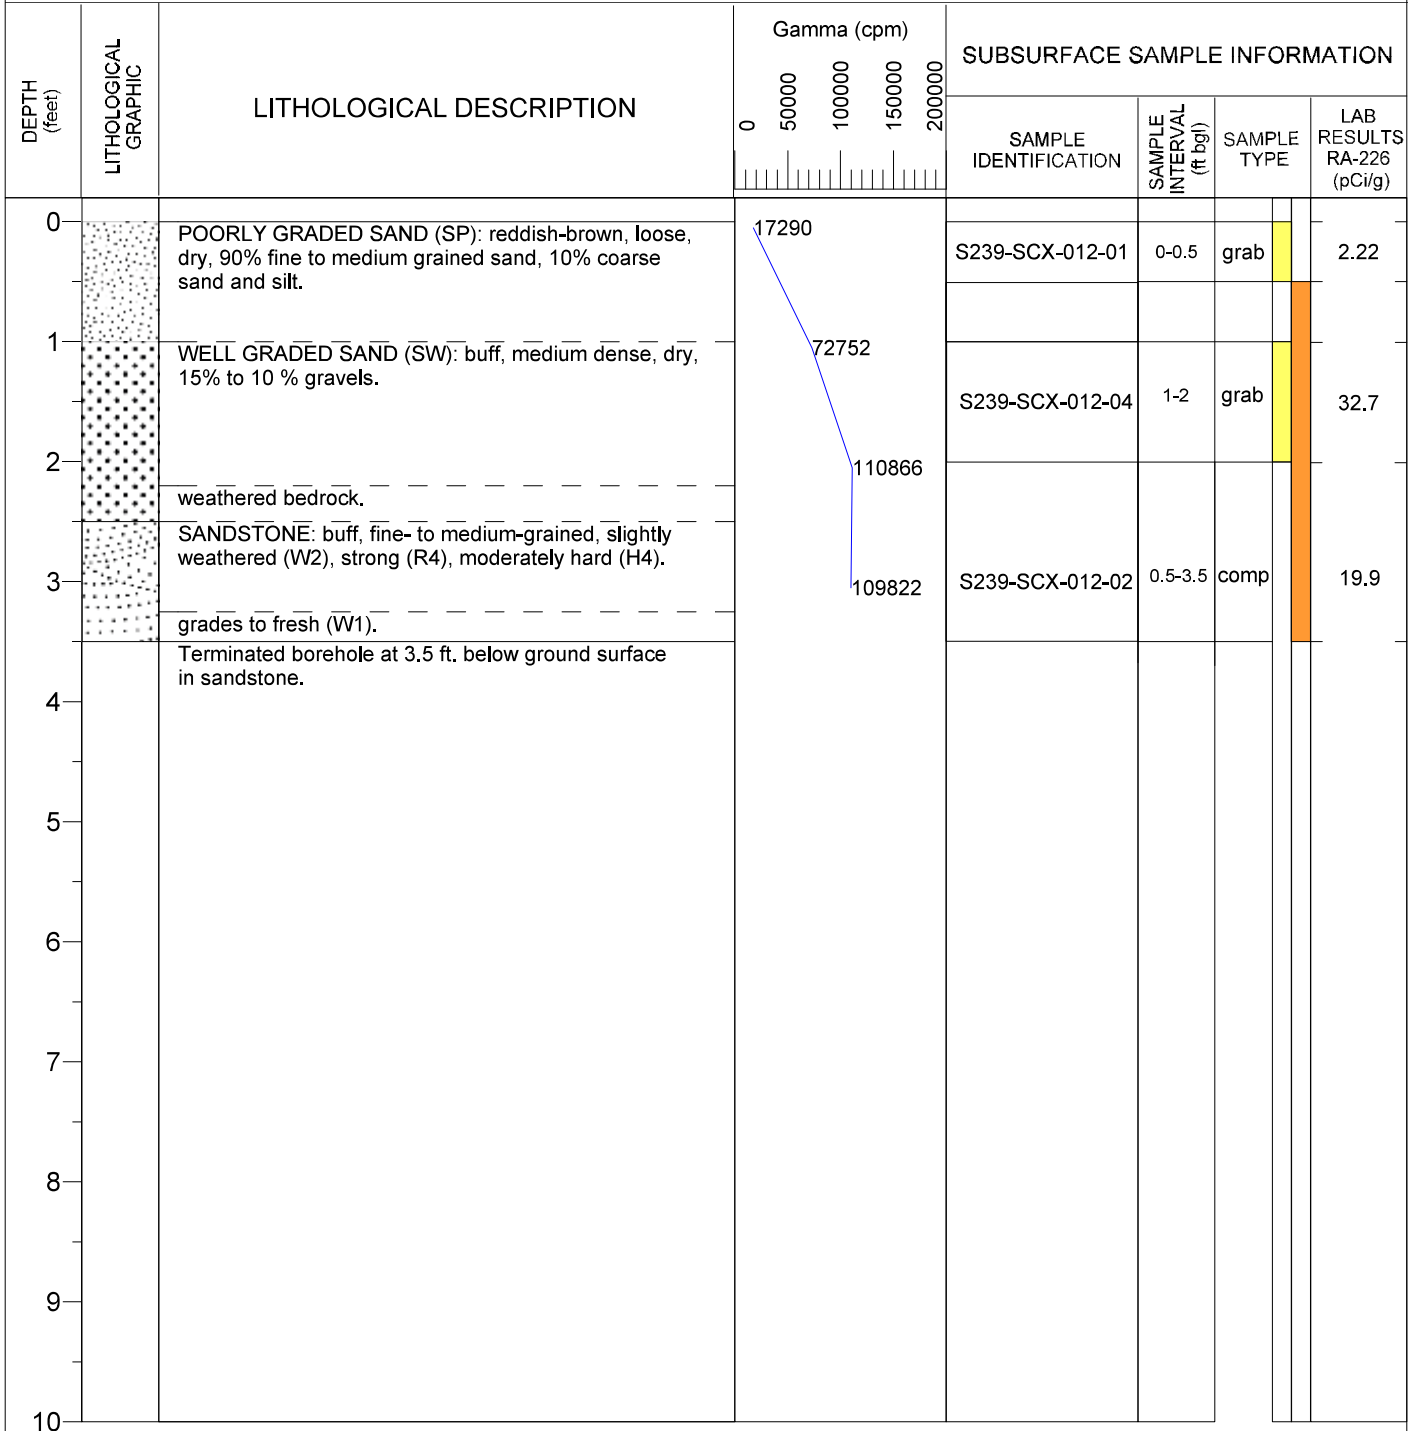 DEPTH
(feet)
LITHOLOGICAL
GRAPHIC
LITHOLOGICAL DESCRIPTION
Gamma (cpm)
0
50000
100000
150000
200000
SUBSURFACE SAMPLE INFORMATION
SAMPLE
IDENTIFICATION
SAMPLE
INTERVAL
(ft bgl)
SAMPLE
TYPE
LAB
RESULTS
RA-226
(pCi/g)
0
POORLY GRADED SAND (SP): reddish-brown, loose,
dry, 90% fine to medium grained sand, 10% coarse
sand and silt.
17290
S239-SCX-012-01
0-0.5
grab
2.22
1
WELL GRADED SAND (SW): buff, medium dense, dry,
15% to 10 % gravels.
72752
S239-SCX-012-04
1-2
grab
32.7
2
110866
weathered bedrock.
SANDSTONE: buff, fine- to medium-grained, slightly
weathered (W2), strong (R4), moderately hard (H4).
3
109822
S239-SCX-012-02
0.5-3.5
comp
19.9
grades to fresh (W1).
Terminated borehole at 3.5 ft. below ground surface
in sandstone.
4
5
6
7
8
9
10